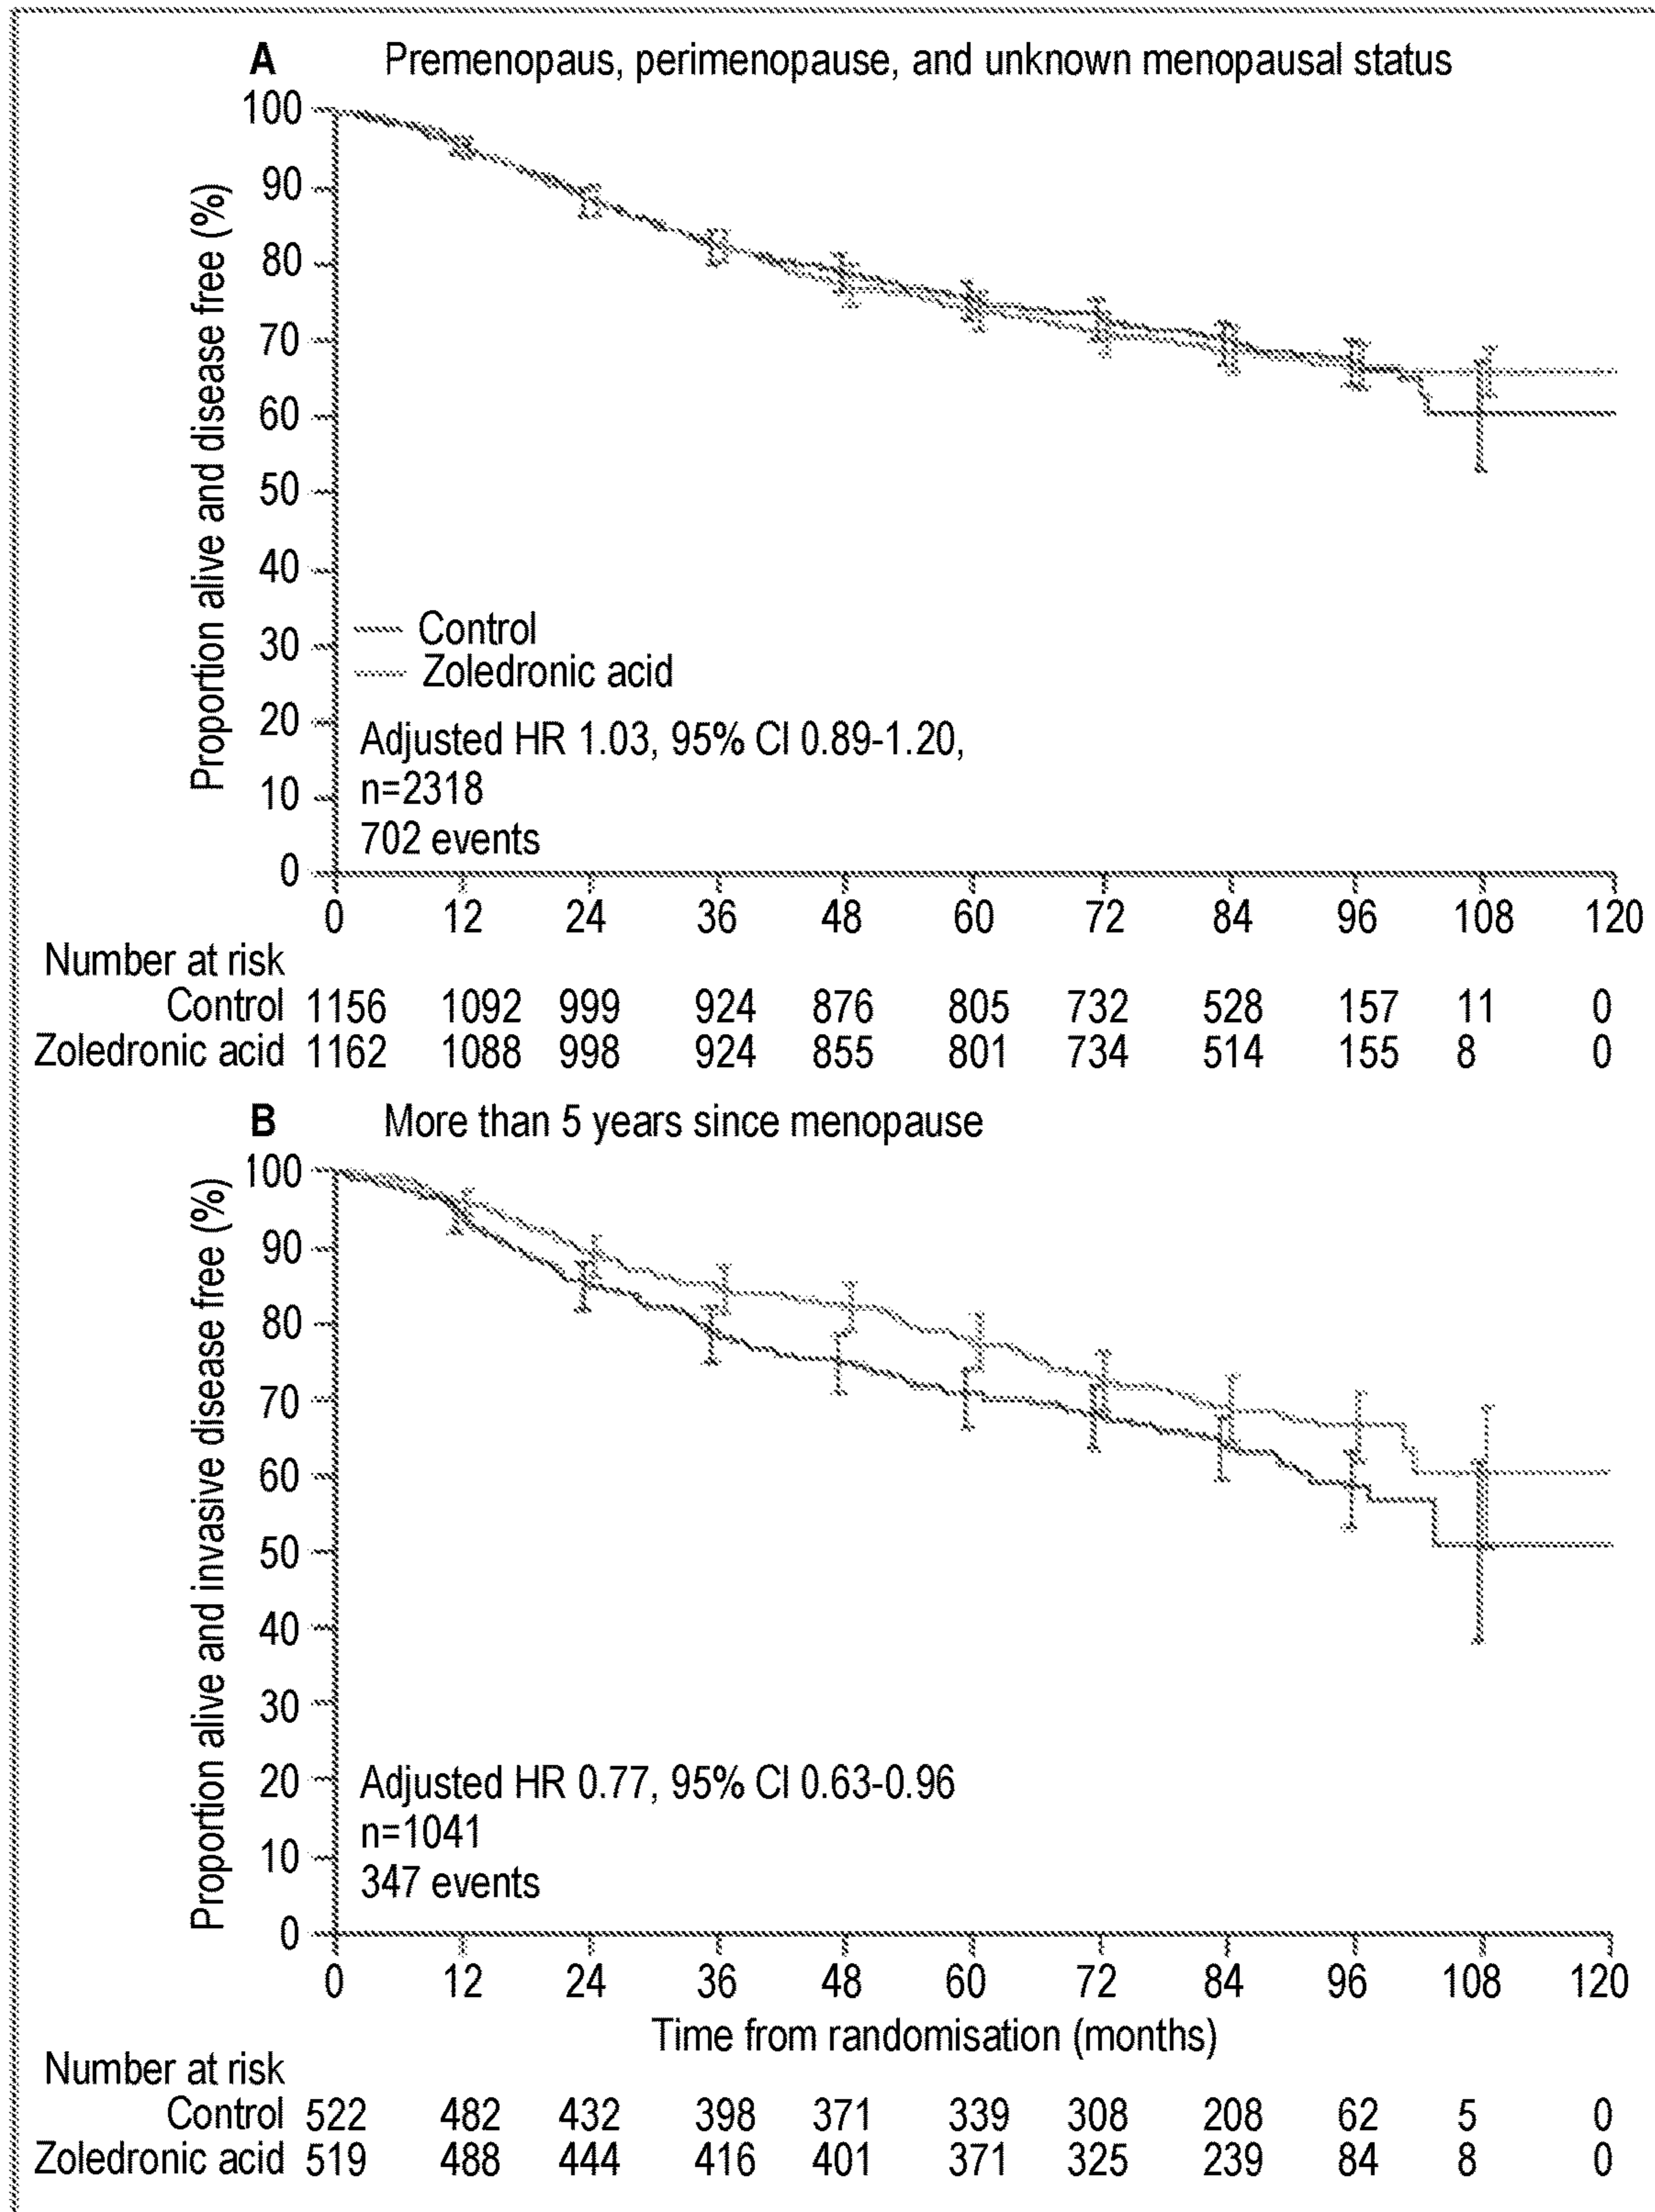 A Premenopaus, perimenopause, and unknown menopausal status
Proportion alive and disease free (%)
100
90
80
70
60
50
40
30
20
10
0
Control
Zoledronic acid
Adjusted HR 1.03, 95% CI 0.89-1.20,
n=2318
702 events
0 12 24 36 48 60 72 84 96 108 120
Number at risk
Control 1156 1092 999 924 876 805 732 528 157 11 0
Zoledronic acid 1162 1088 998 924 855 801 734 514 155 8 0
B More than 5 years since menopause
Proportion alive and invasive disease free (%)
100
90
80
70
60
50
40
30
20
10
0
Adjusted HR 0.77, 95% CI 0.63-0.96
n=1041
347 events
0 12 24 36 48 60 72 84 96 108 120
Time from randomisation (months)
Number at risk
Control 522 482 432 398 371 339 308 208 62 5 0
Zoledronic acid 519 488 444 416 401 371 325 239 84 8 0